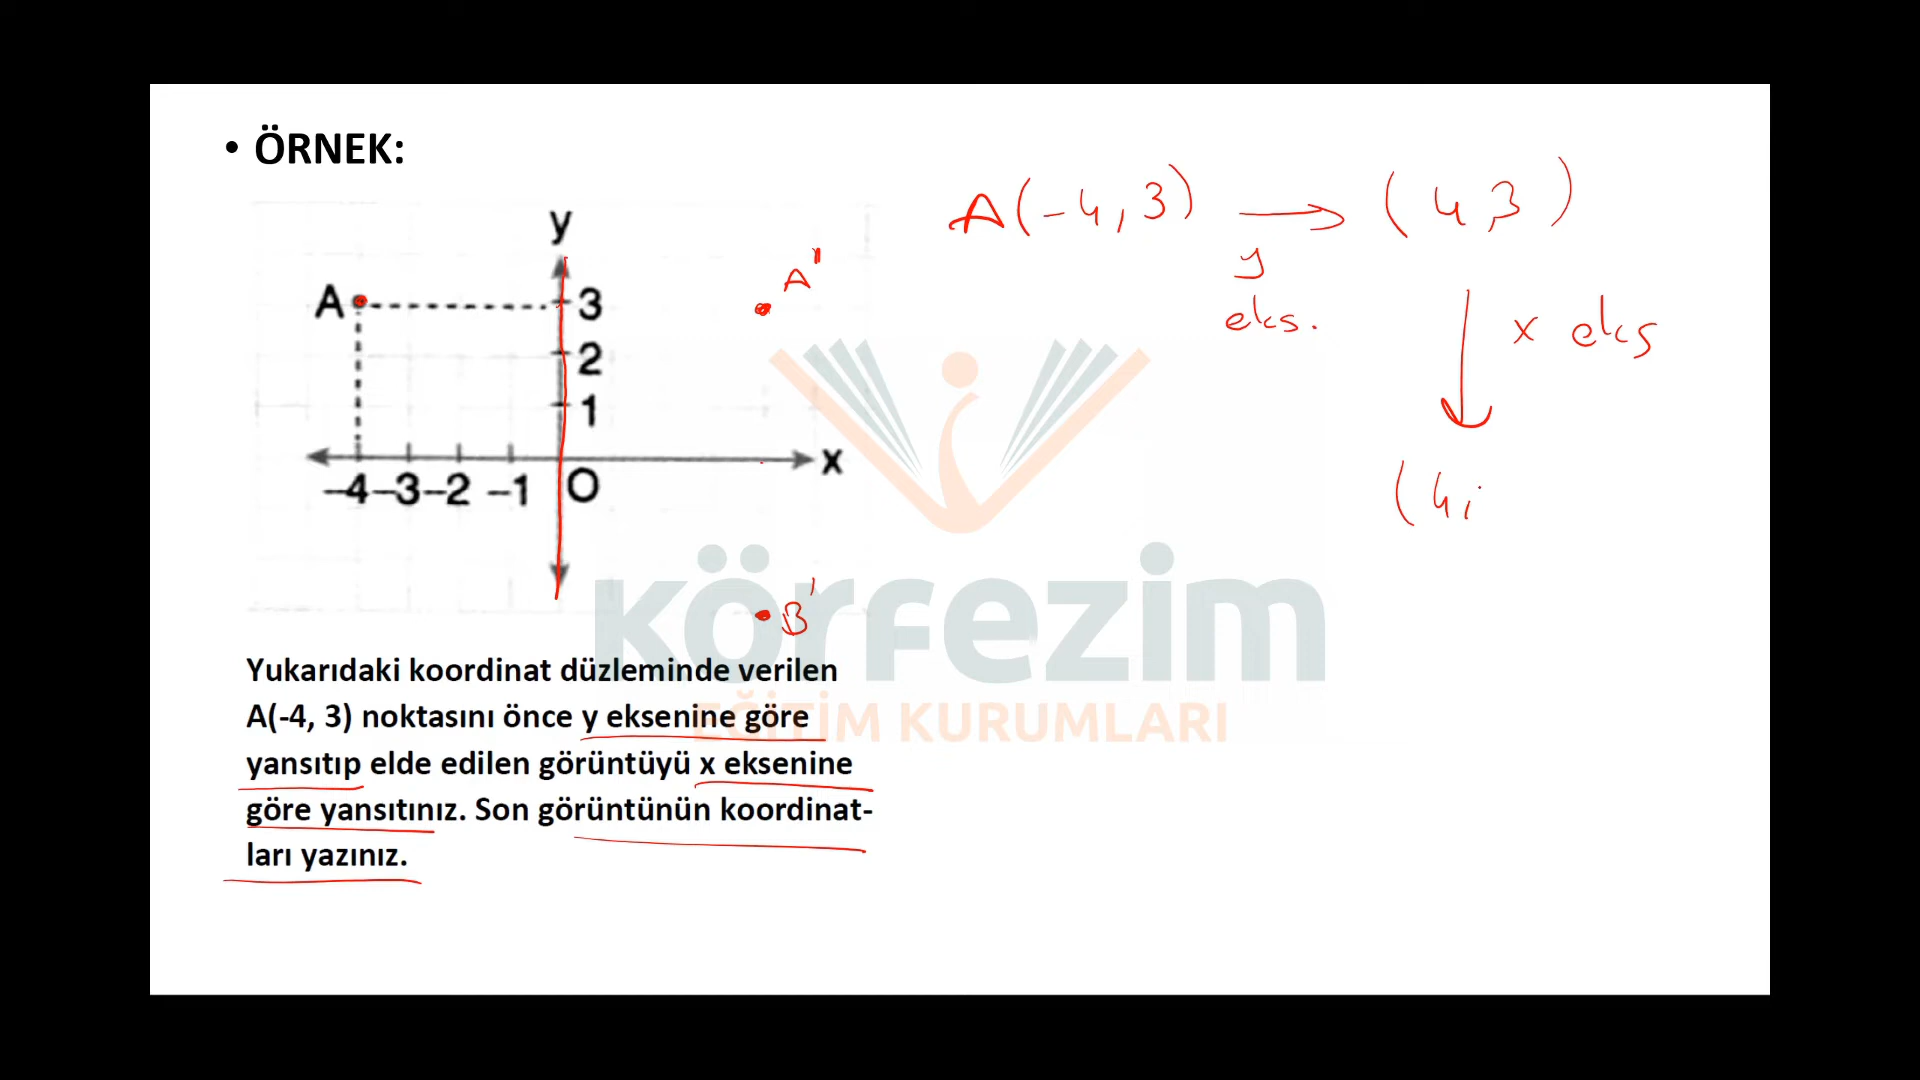 • ÖRNEK:
A(-4,3) → (4,3)
y
eks.
x eks
(4;
y
A'
A
3
2
1
x
-4 -3 -2 -1 O
B'
körfezim
EĞİTİM KURUMLARI
Yukarıdaki koordinat düzleminde verilen
A(-4, 3) noktasını önce y eksenine göre
yansıtıp elde edilen görüntüyü x eksenine
göre yansıtınız. Son görüntünün koordinat-
ları yazınız.